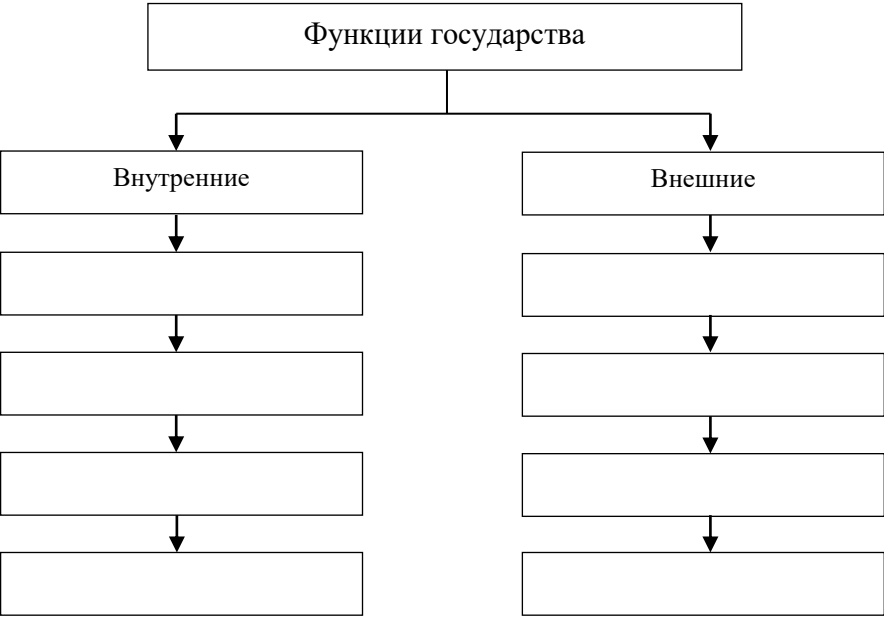 Функции государства
Внутренние
Внешние